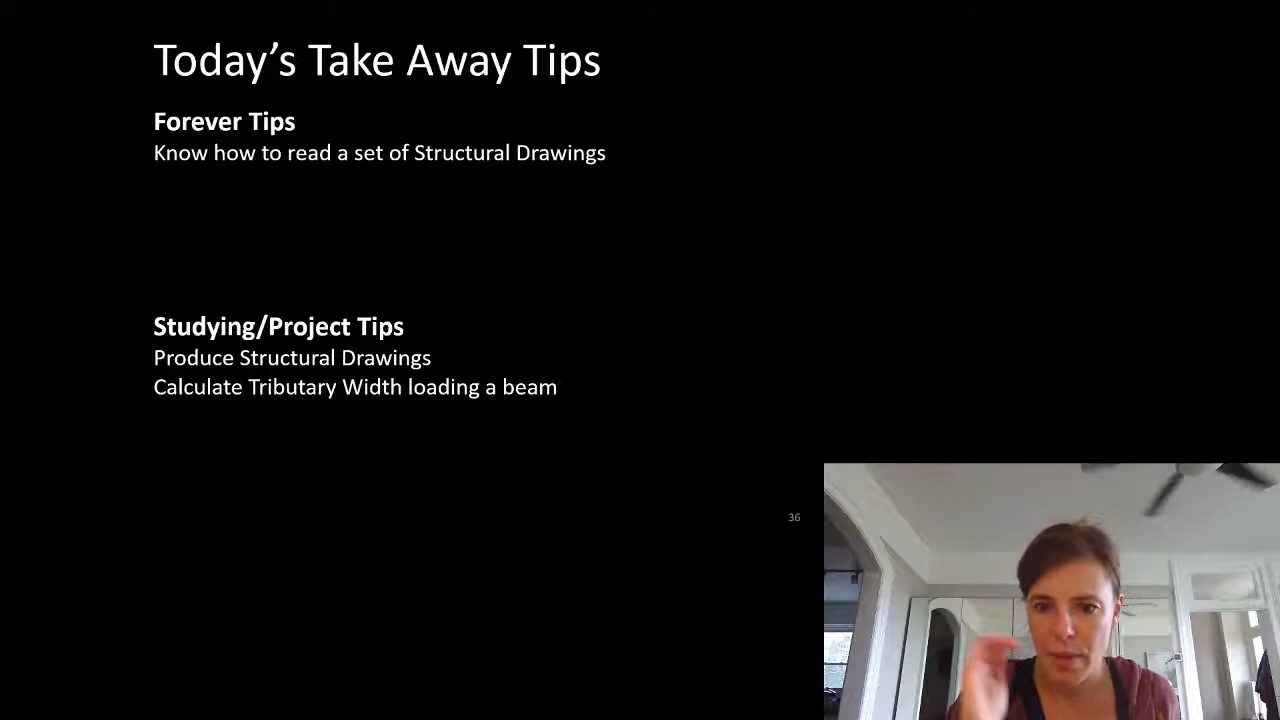 Today’s Take Away Tips
Forever Tips
Know how to read a set of Structural Drawings
Studying/Project Tips
Produce Structural Drawings
Calculate Tributary Width loading a beam
36